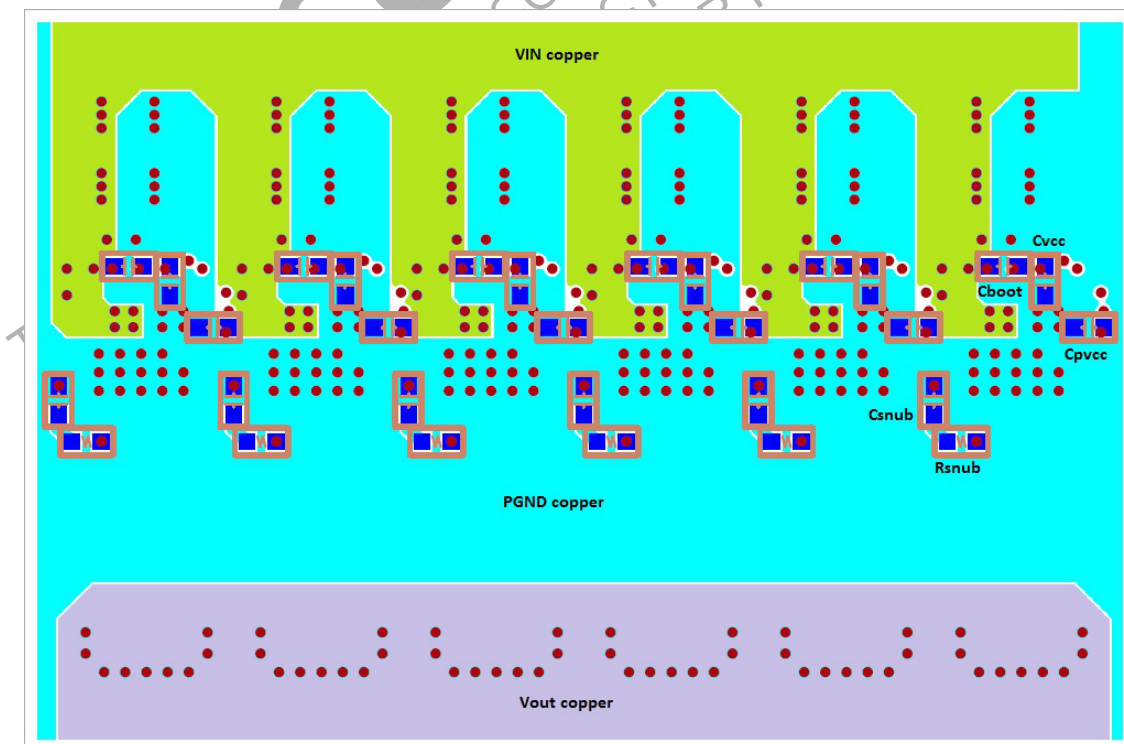 VIN copper
Cvcc
Cboot
Cpvcc
Csnub
Rsnub
PGND copper
Vout copper